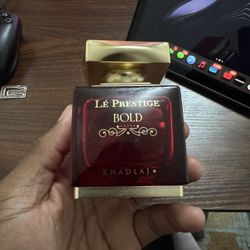 LÉ PRESTIGE
BOLD
KHADLAJ